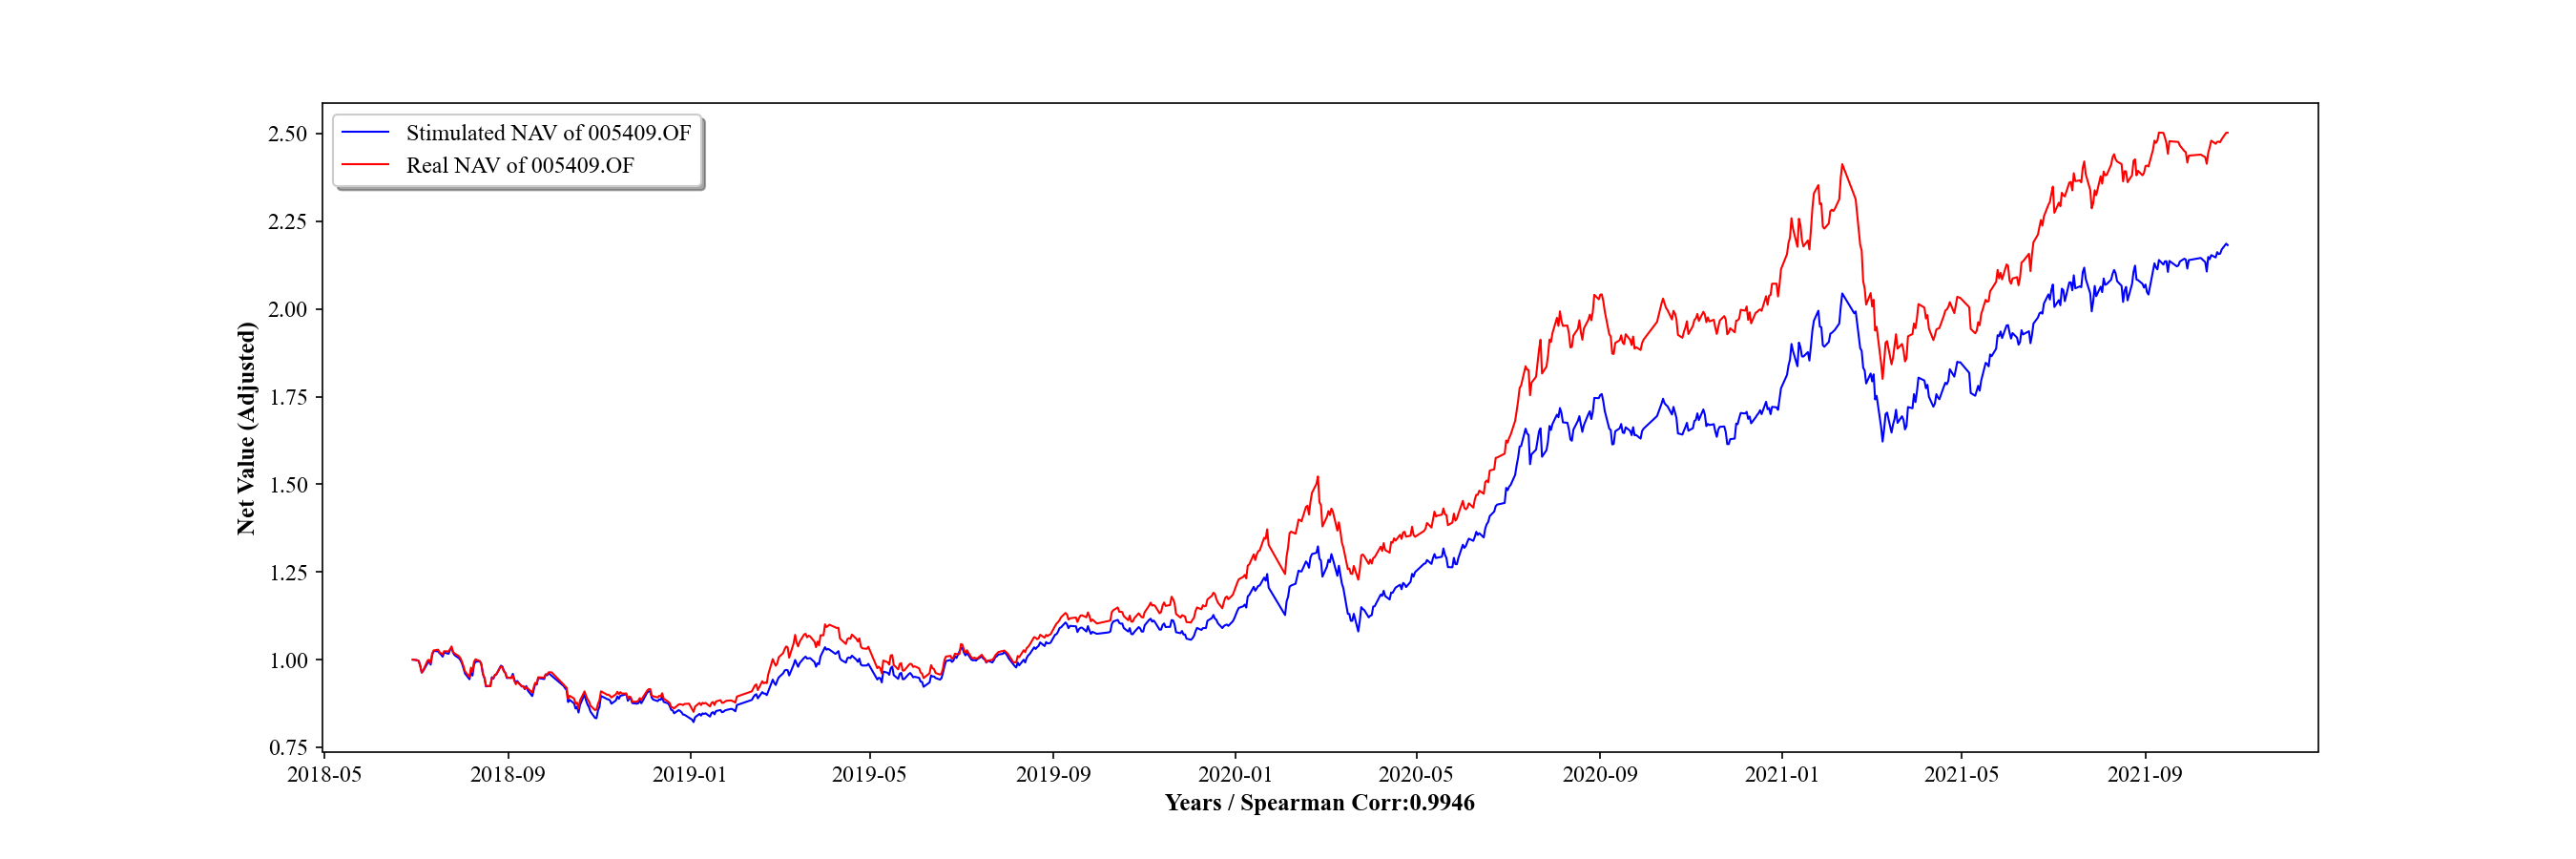 Stimulated NAV of 005409.OF
Real NAV of 005409.OF
2.50
2.25
2.00
1.75
1.50
1.25
1.00
0.75
Net Value (Adjusted)
2018-05 2018-09 2019-01 2019-05 2019-09 2020-01 2020-05 2020-09 2021-01 2021-05 2021-09
Years / Spearman Corr:0.9946